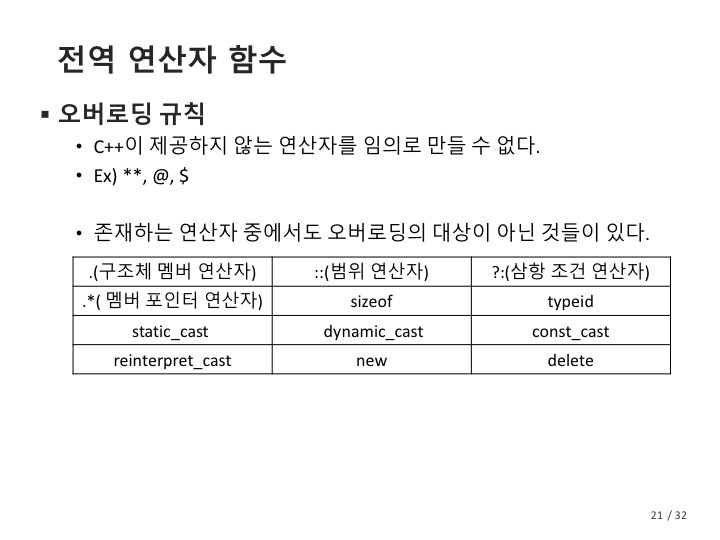 전역 연산자 함수
▪ 오버로딩 규칙
• C++이 제공하지 않는 연산자를 임의로 만들 수 없다.
• Ex) **, @, $
• 존재하는 연산자 중에서도 오버로딩의 대상이 아닌 것들이 있다.
.(구조체 멤버 연산자) ::(범위 연산자) ?:(삼항 조건 연산자)
.*( 멤버 포인터 연산자) sizeof typeid
static_cast dynamic_cast const_cast
reinterpret_cast new delete
21 / 32